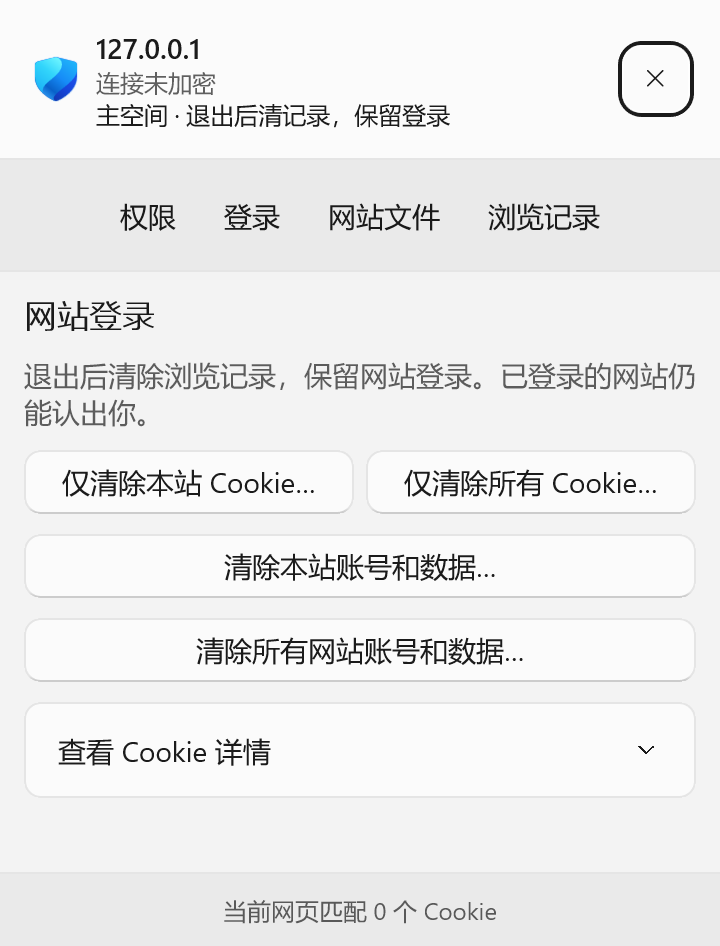 127.0.0.1
连接未加密
主空间 · 退出后清记录，保留登录
权限 登录 网站文件 浏览记录
网站登录
退出后清除浏览记录，保留网站登录。已登录的网站仍
能认出你。
仅清除本站 Cookie... 仅清除所有 Cookie...
清除本站账号和数据...
清除所有网站账号和数据...
查看 Cookie 详情
当前网页匹配 0 个 Cookie